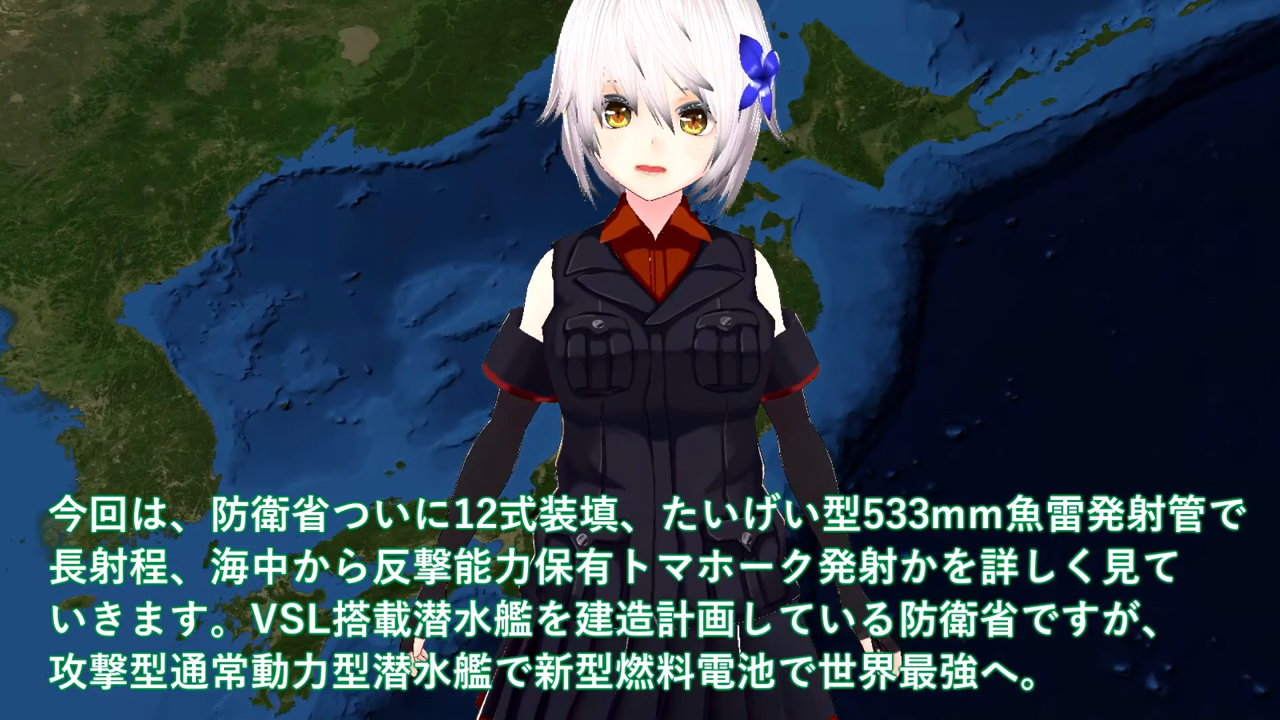 今回は、防衛省ついに12式装填、たいげい型533mm魚雷発射管で
長射程、海中から反撃能力保有トマホーク発射かを詳しく見て
いきます。VSL搭載潜水艦を建造計画している防衛省ですが、
攻撃型通常動力型潜水艦で新型燃料電池で世界最強へ。